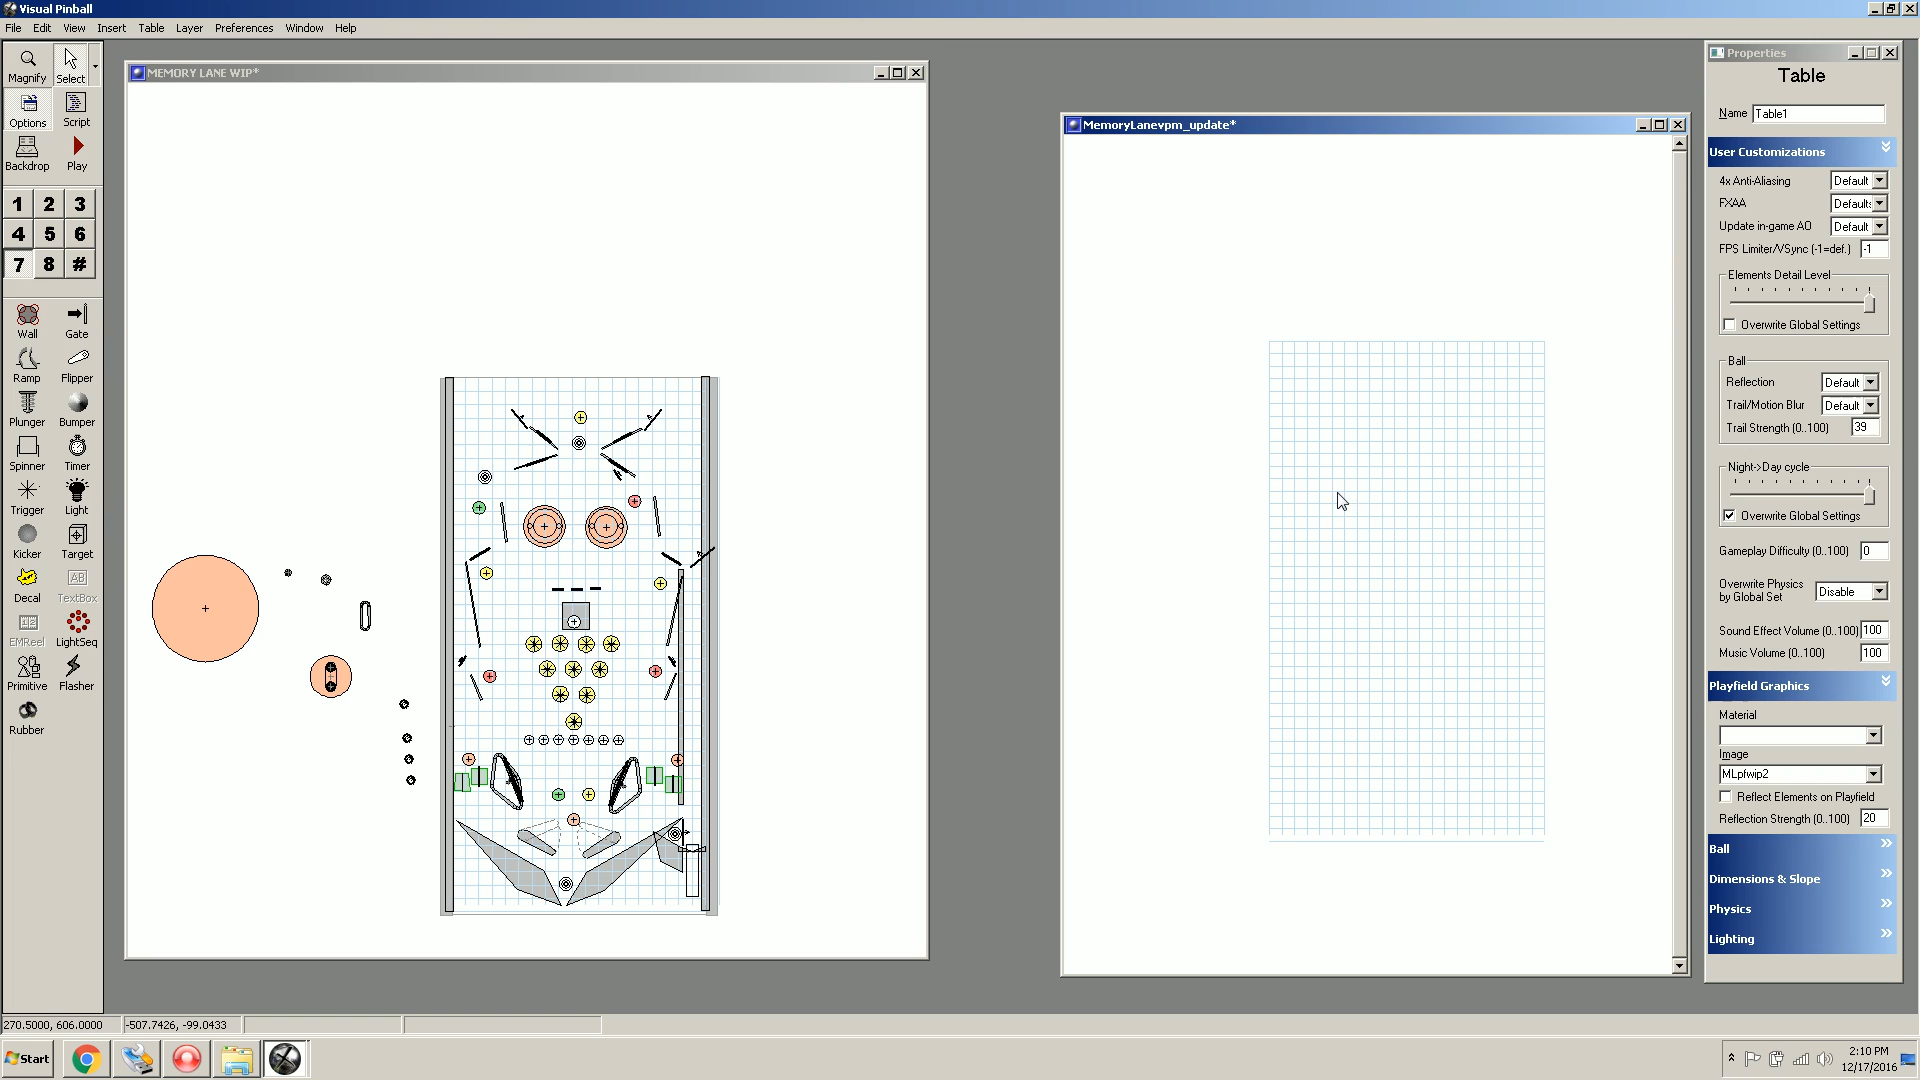 Visual Pinball
File Edit View Insert Table Layer Preferences Window Help
Magnify Select
Options Script
Backdrop Play
1 2 3
4 5 6
7 8 #
Wall Gate
Ramp Flipper
Plunger Bumper
Spinner Timer
Trigger Light
Kicker Target
Decal TextBox
EMReel LightSeq
Primitive Flasher
Rubber
MEMORY LANE WIP*
MemoryLanevpm_update*
Properties
Table
Name Table1
User Customizations
4x Anti-Aliasing Default
FXAA Defaults
Update in-game AO Default
FPS Limiter/VSync (-1=def.) -1
Elements Detail Level
Overwrite Global Settings
Ball
Reflection Default
Trail/Motion Blur Default
Trail Strength (0..100) 39
Night->Day cycle
Overwrite Global Settings
Gameplay Difficulty (0..100) 0
Overwrite Physics
by Global Set Disable
Sound Effect Volume (0..100) 100
Music Volume (0..100) 100
Playfield Graphics
Material
Image
MLpfwip2
Reflect Elements on Playfield
Reflection Strength (0..100) 20
Ball
Dimensions & Slope
Physics
Lighting
270.5000, 606.0000 -507.7426, -99.0433
Start
2:10 PM
12/17/2016